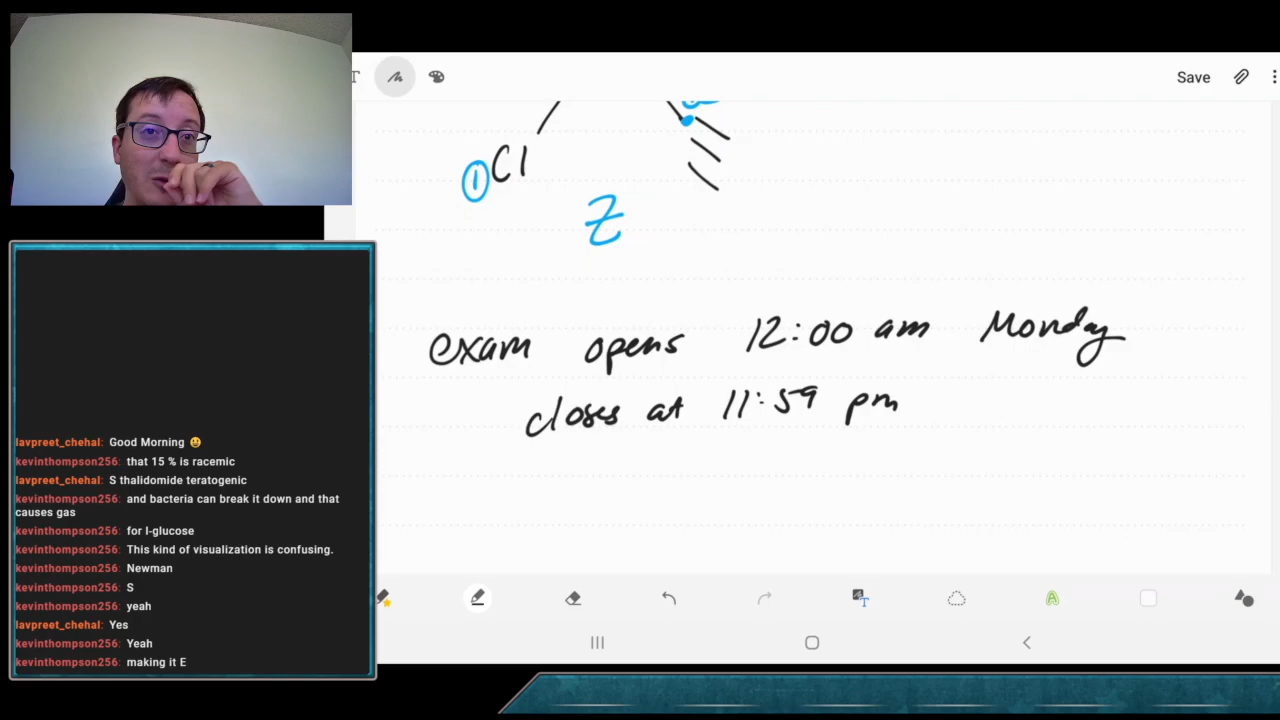 T
Save
① Cl
Z
exam opens 12:00 am Monday
closes at 11:59 pm
lavpreet_chehal: Good Morning 😀
kevinthompson256: that 15 % is racemic
lavpreet_chehal: S thalidomide teratogenic
kevinthompson256: and bacteria can break it down and that
causes gas
kevinthompson256: for l-glucose
kevinthompson256: This kind of visualization is confusing.
kevinthompson256: Newman
kevinthompson256: S
kevinthompson256: yeah
lavpreet_chehal: Yes
kevinthompson256: Yeah
kevinthompson256: making it E
T
A